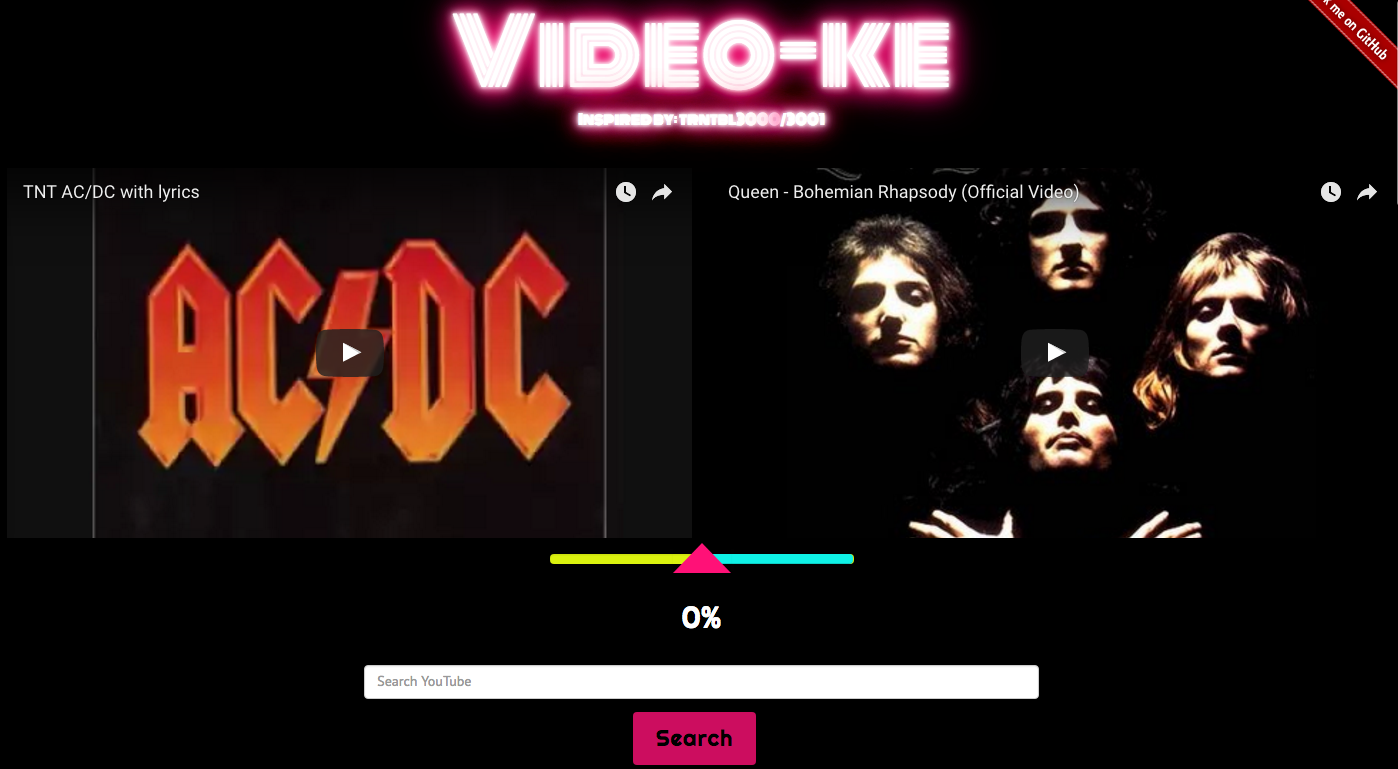 Video-ke
k me on GitHub
Inspired by: trntbl3000/3001
TNT AC/DC with lyrics
Queen - Bohemian Rhapsody (Official Video)
AC/DC
0%
Search YouTube
Search